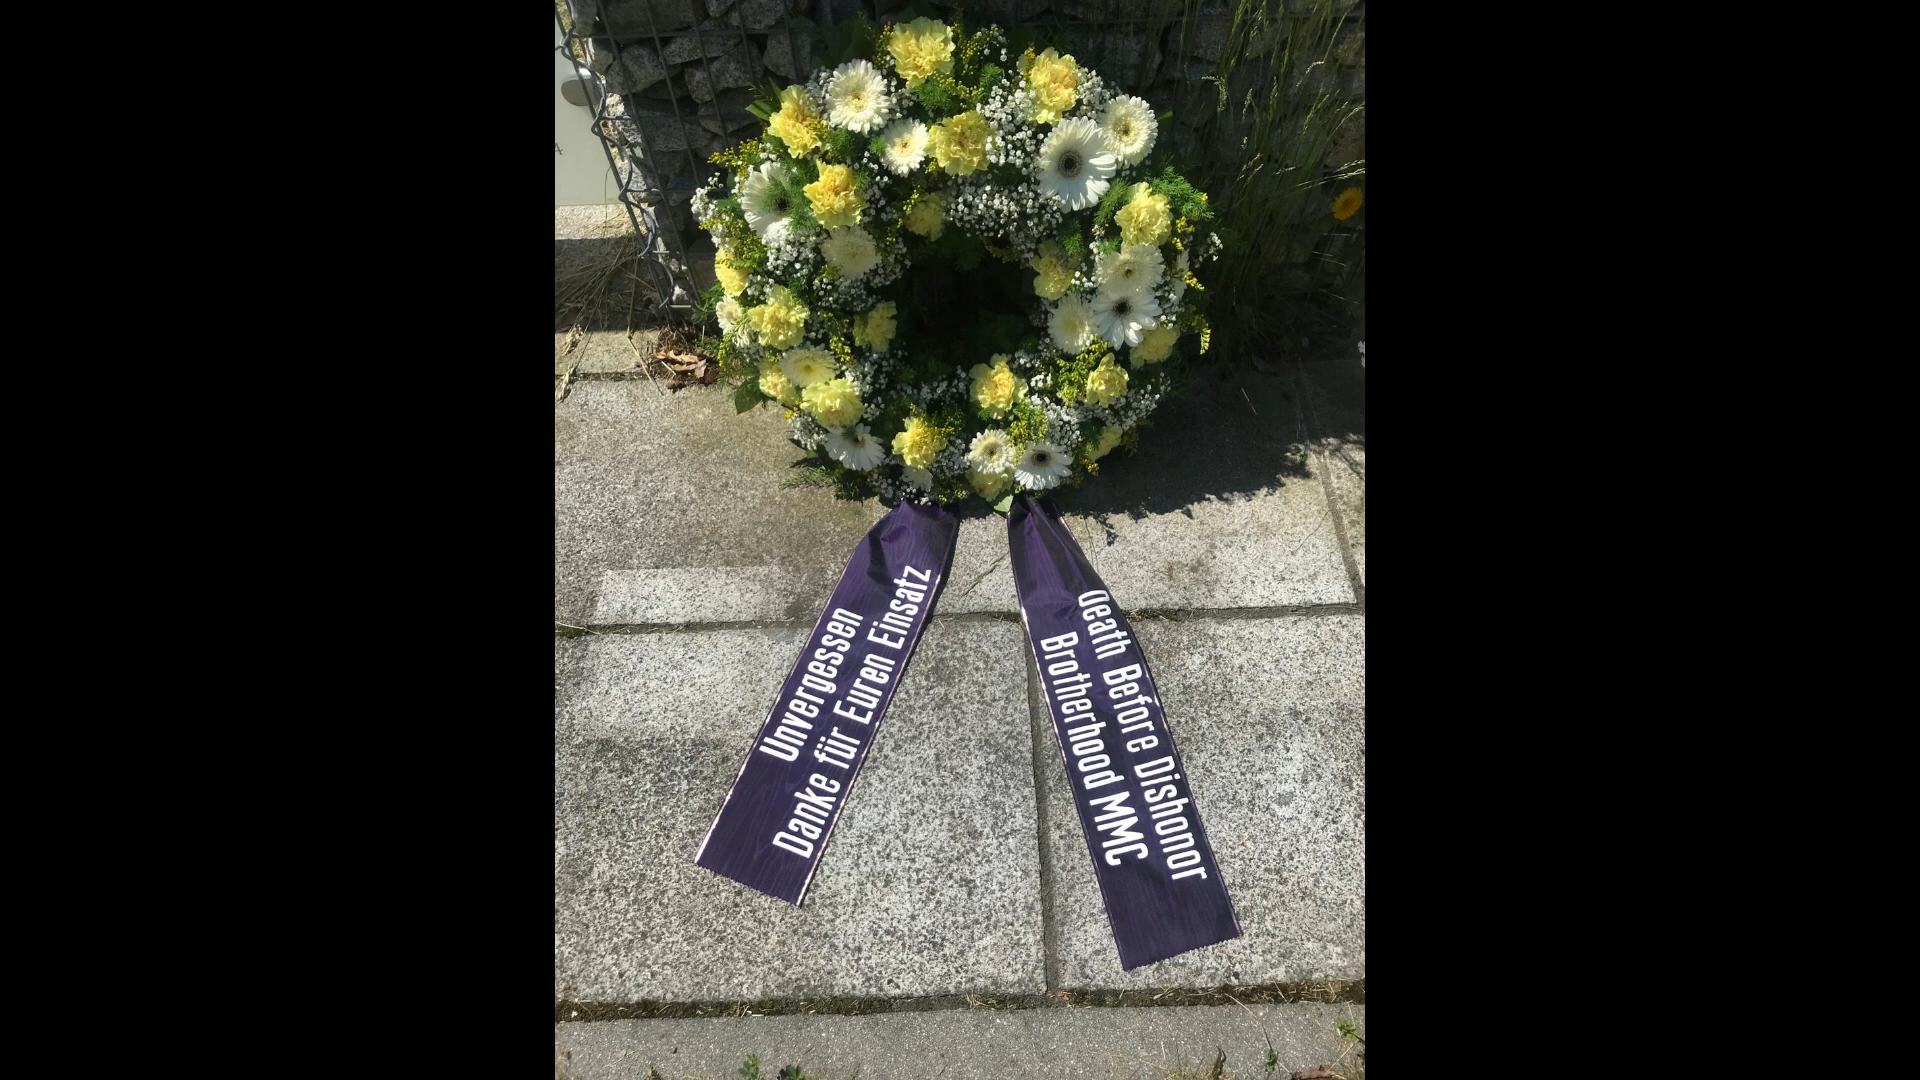 Unvergessen
Danke für Euren Einsatz
Death Before Dishonor
Brotherhood MMC